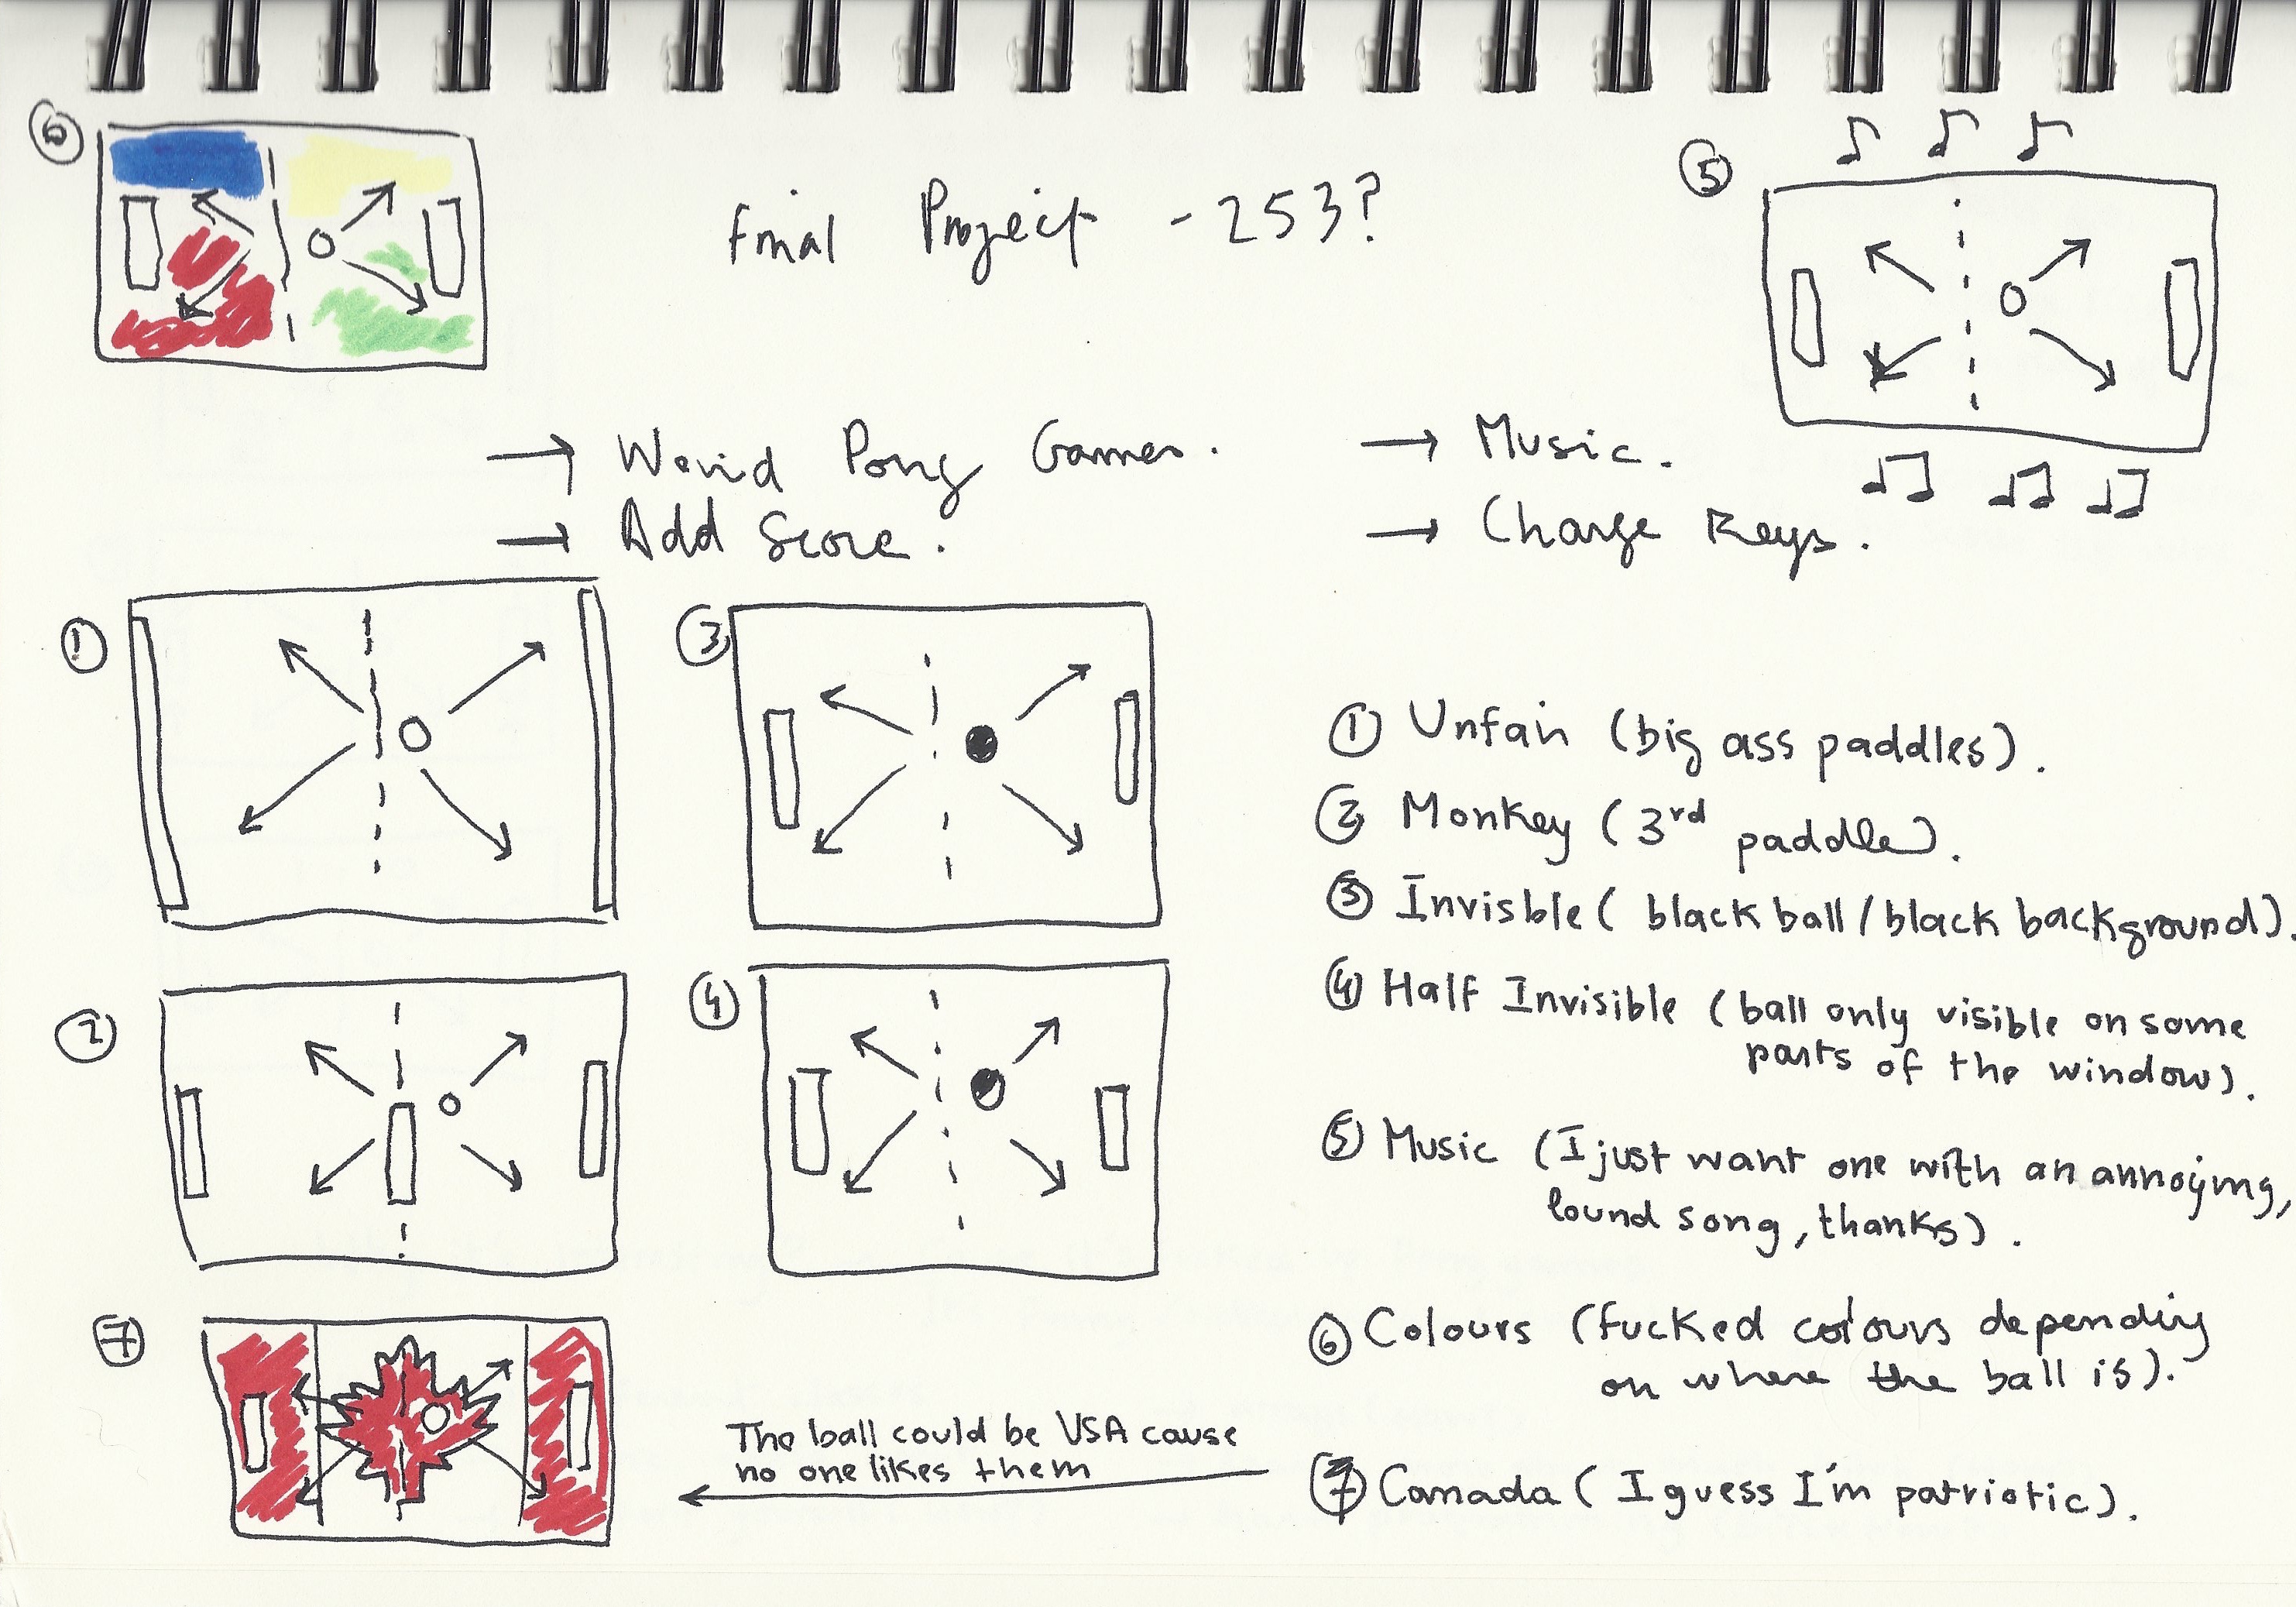 6
Final Project - 253?
5
→ Weird Pong Games.
→ Add Score.
→ Music.
→ Change Keys.
1
3
2
4
7
① Unfair (big ass paddles).
② Monkey (3rd paddle).
③ Invisble (black ball/black background).
④ Half Invisible (ball only visible on some
parts of the window).
⑤ Music (I just want one with an annoying,
lound song, thanks).
⑥ Colours (fucked colours depending
on where the ball is).
⑦ Canada (I guess I'm patriotic).
The ball could be USA cause
no one likes them